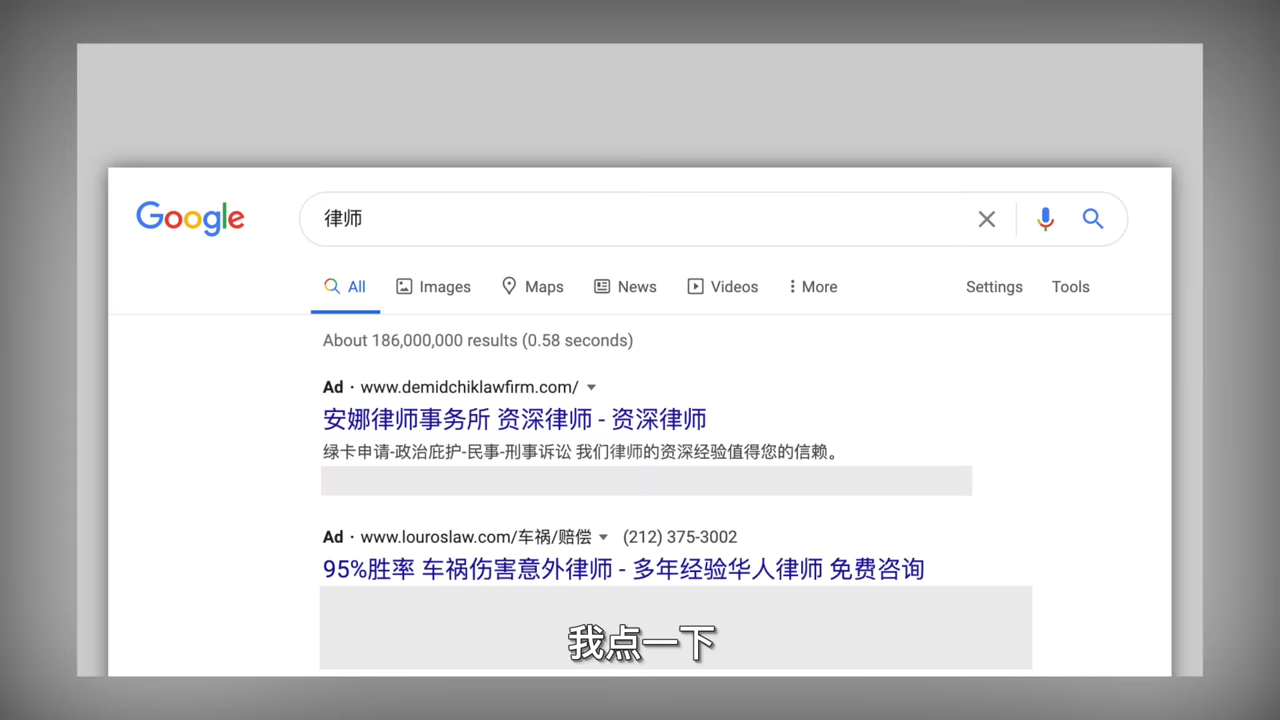 Google
律师
All Images Maps News Videos More Settings Tools
About 186,000,000 results (0.58 seconds)
Ad · www.demidchiklawfirm.com/
安娜律师事务所 资深律师 - 资深律师
绿卡申请-政治庇护-民事-刑事诉讼 我们律师的资深经验值得您的信赖。
Ad · www.louroslaw.com/车祸/赔偿 (212) 375-3002
95%胜率 车祸伤害意外律师 - 多年经验华人律师 免费咨询
我点一下